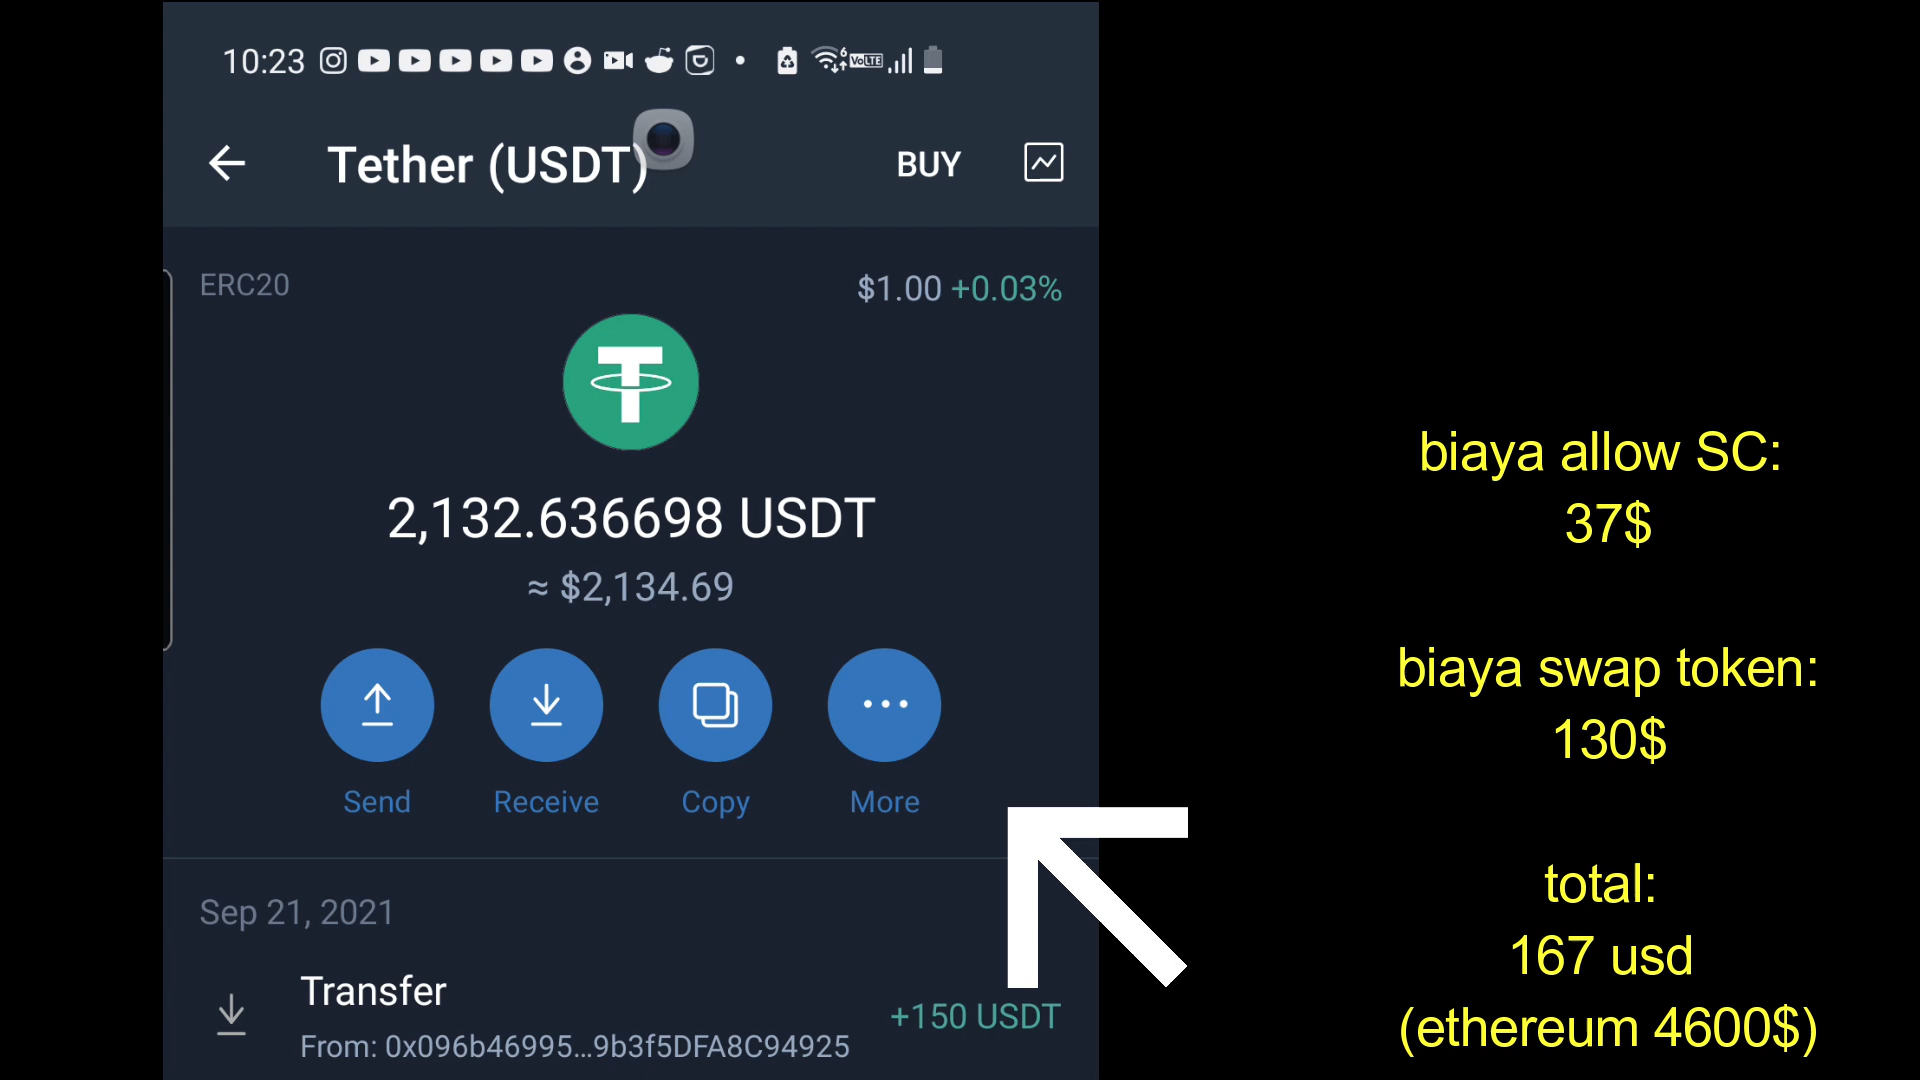 10:23
VoLTE
6
Tether (USDT)
BUY
ERC20
$1.00 +0.03%
2,132.636698 USDT
≈ $2,134.69
Send
Receive
Copy
More
Sep 21, 2021
Transfer
+150 USDT
From: 0x096b46995...9b3f5DFA8C94925
biaya allow SC:
37$
biaya swap token:
130$
total:
167 usd
(ethereum 4600$)